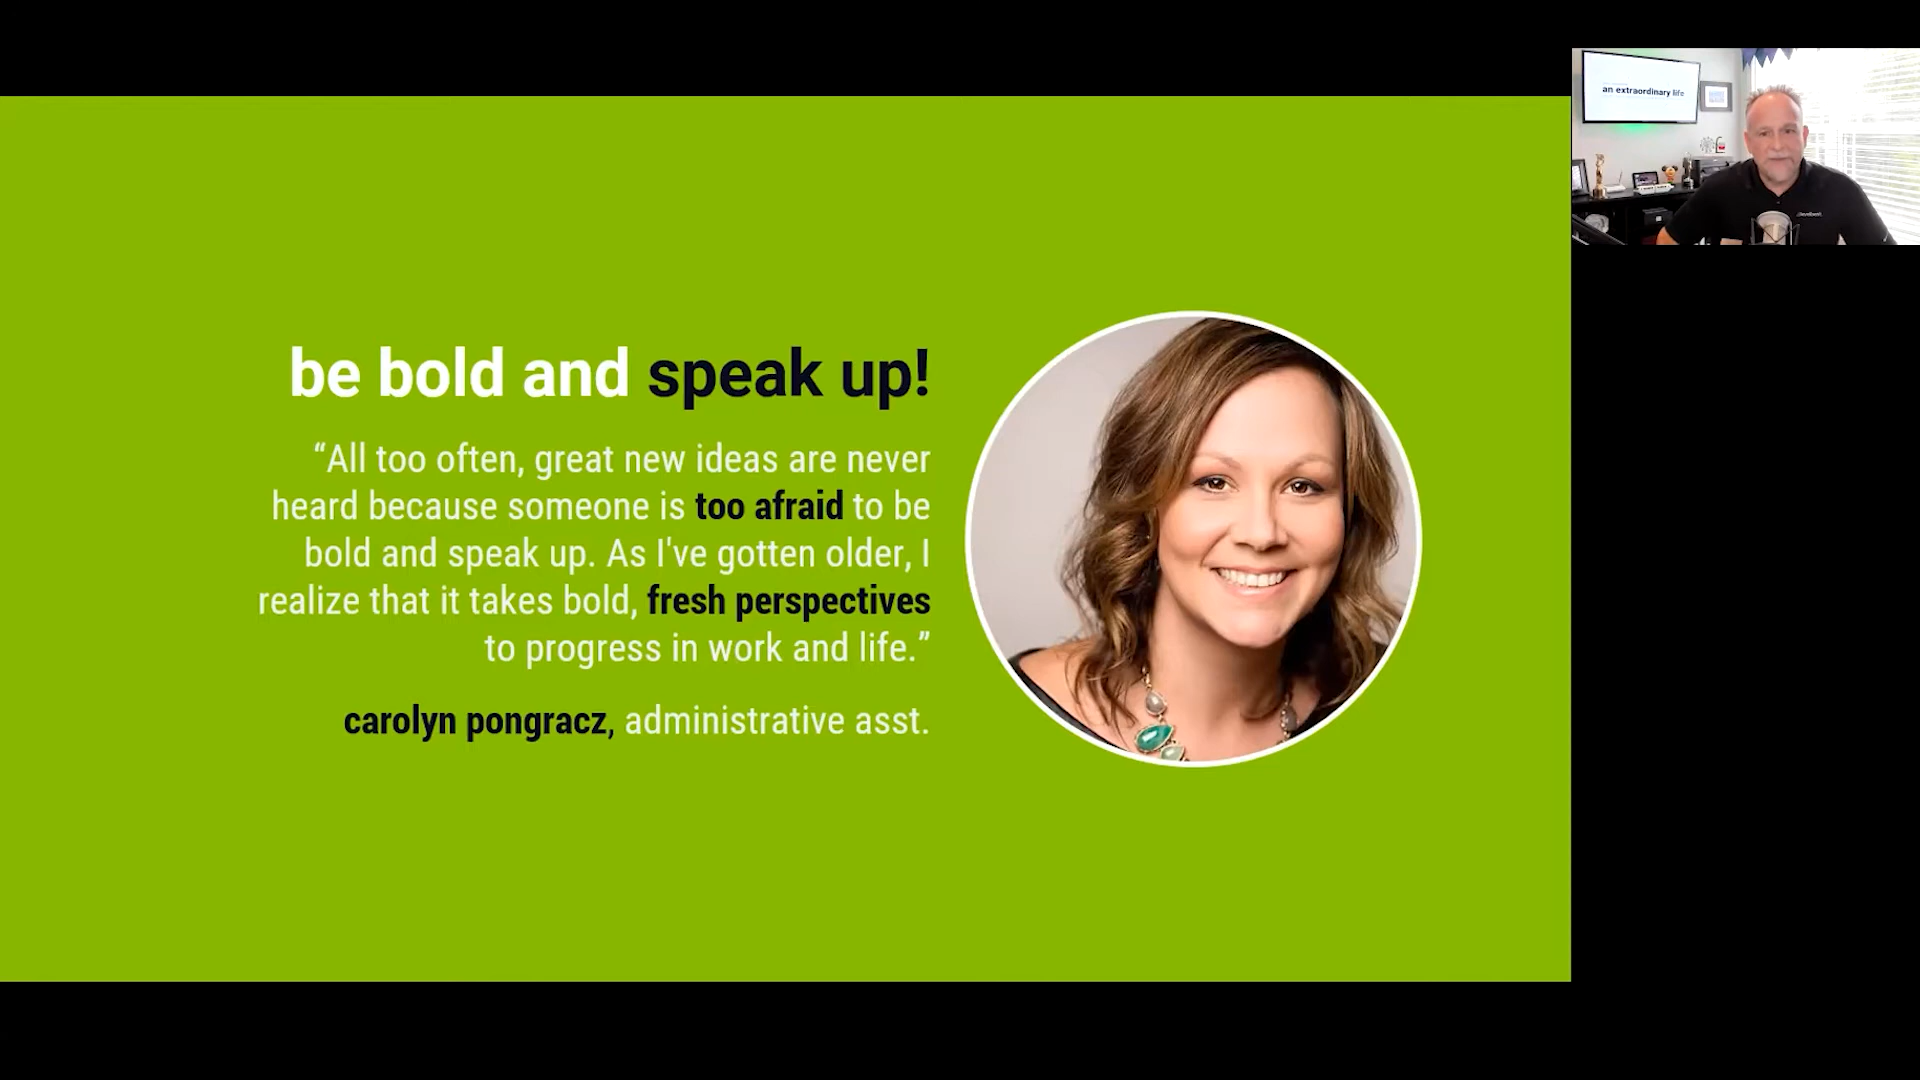 be bold and speak up!
“All too often, great new ideas are never
heard because someone is too afraid to be
bold and speak up. As I've gotten older, I
realize that it takes bold, fresh perspectives
to progress in work and life.”
carolyn pongracz, administrative asst.
an extraordinary life